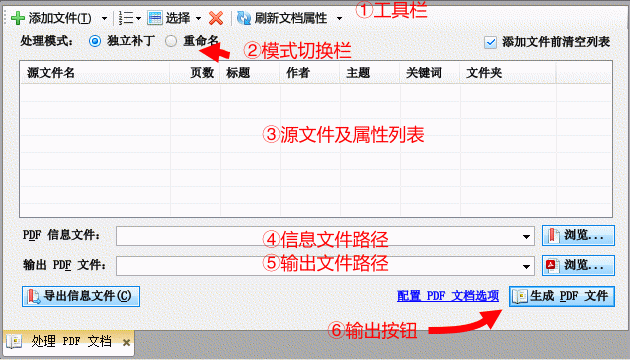 添加文件(I) 选择 刷新文档属性 ①工具栏
处理模式： 独立补丁 重命名 ②模式切换栏 添加文件前清空列表
源文件名 页数 标题 作者 主题 关键词 文件夹
③源文件及属性列表
PDF 信息文件： ④信息文件路径 浏览...
输出 PDF 文件： ⑤输出文件路径 浏览...
导出信息文件(C) 配置 PDF 文档选项 生成 PDF 文件
⑥输出按钮
处理 PDF 文档